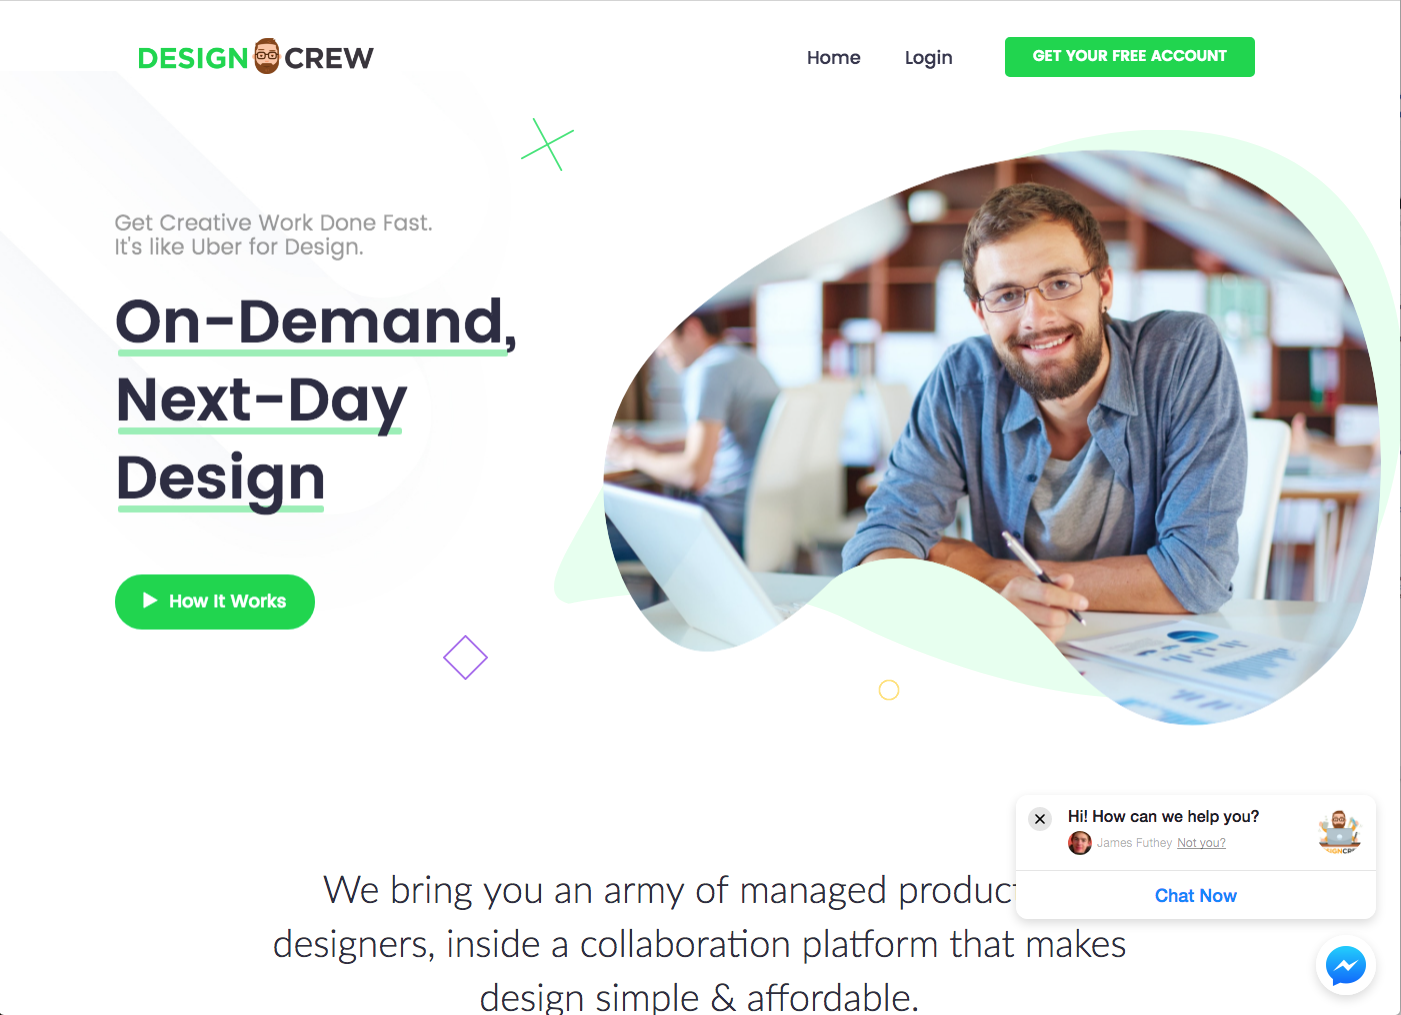 DESIGN CREW
Home
Login
GET YOUR FREE ACCOUNT
Get Creative Work Done Fast.
It's like Uber for Design.
On-Demand,
Next-Day
Design
How It Works
Hi! How can we help you?
James Futhey Not you?
Chat Now
We bring you an army of managed product
designers, inside a collaboration platform that makes
design simple & affordable.